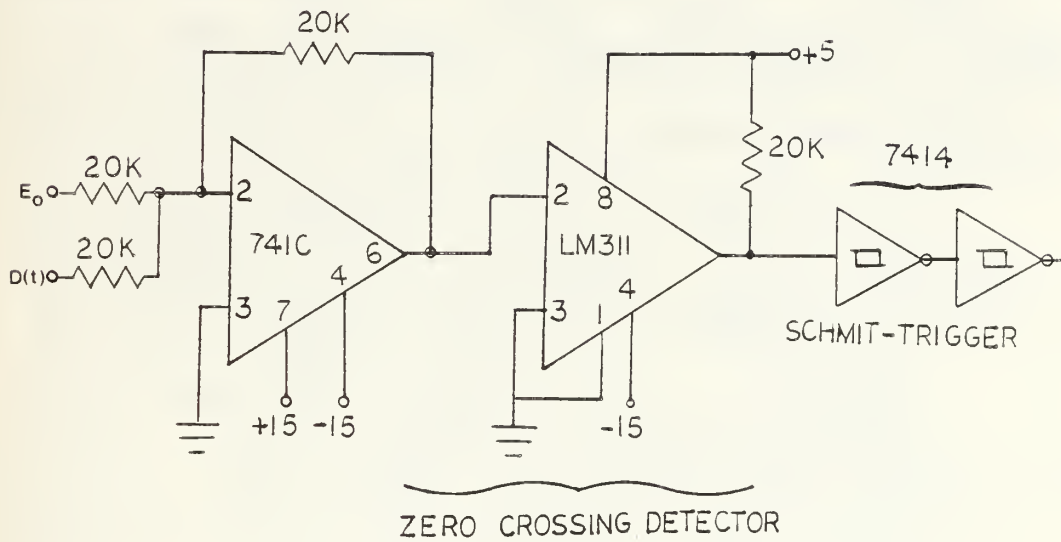 20K
+5
20K
20K
7414
E₀
2
2
8
20K
741C
6
LM311
D(t)
3
7
4
3
1
4
SCHMIT-TRIGGER
+15
-15
-15
ZERO CROSSING DETECTOR